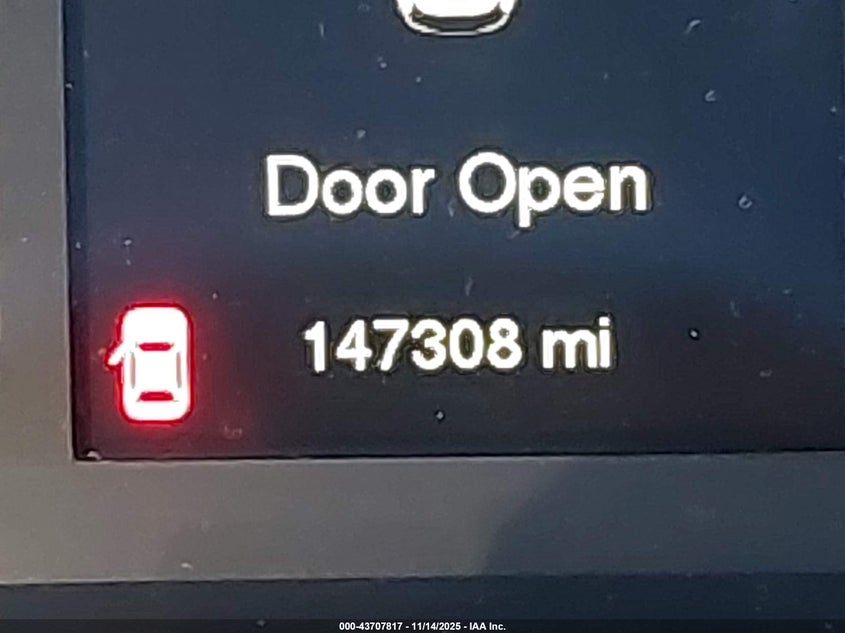 Door Open
147308 mi
000-43707817 - 11/14/2025 - IAA Inc.